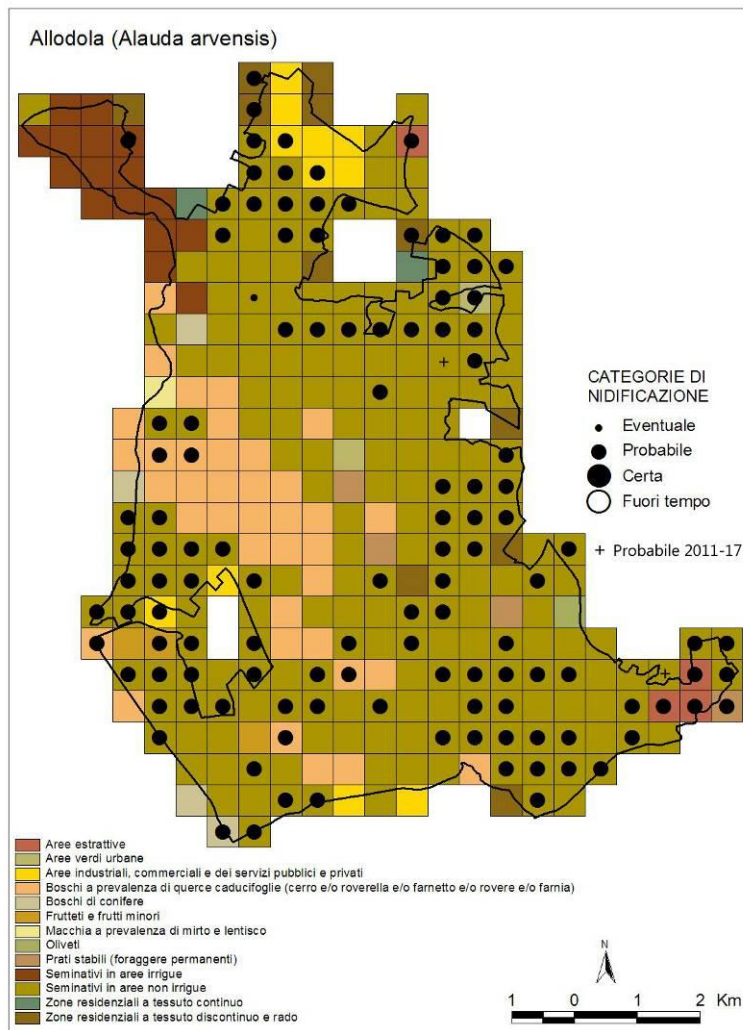 Allodola (Alauda arvensis)
CATEGORIE DI
NIDIFICAZIONE
Eventuale
Probabile
Certa
Fuori tempo
+ Probabile 2011-17
Aree estrattive
Aree verdi urbane
Aree industriali, commerciali e dei servizi pubblici e privati
Boschi a prevalenza di querce caducifoglie (cerro e/o roverella e/o farnetto e/o rovere e/o farnia)
Boschi di conifere
Frutteti e frutti minori
Macchia a prevalenza di mirto e lentisco
Oliveti
Prati stabili (foraggere permanenti)
Seminativi in aree irrigue
Seminativi in aree non irrigue
Zone residenziali a tessuto continuo
Zone residenziali a tessuto discontinuo e rado
N
1 0 1 2 Km